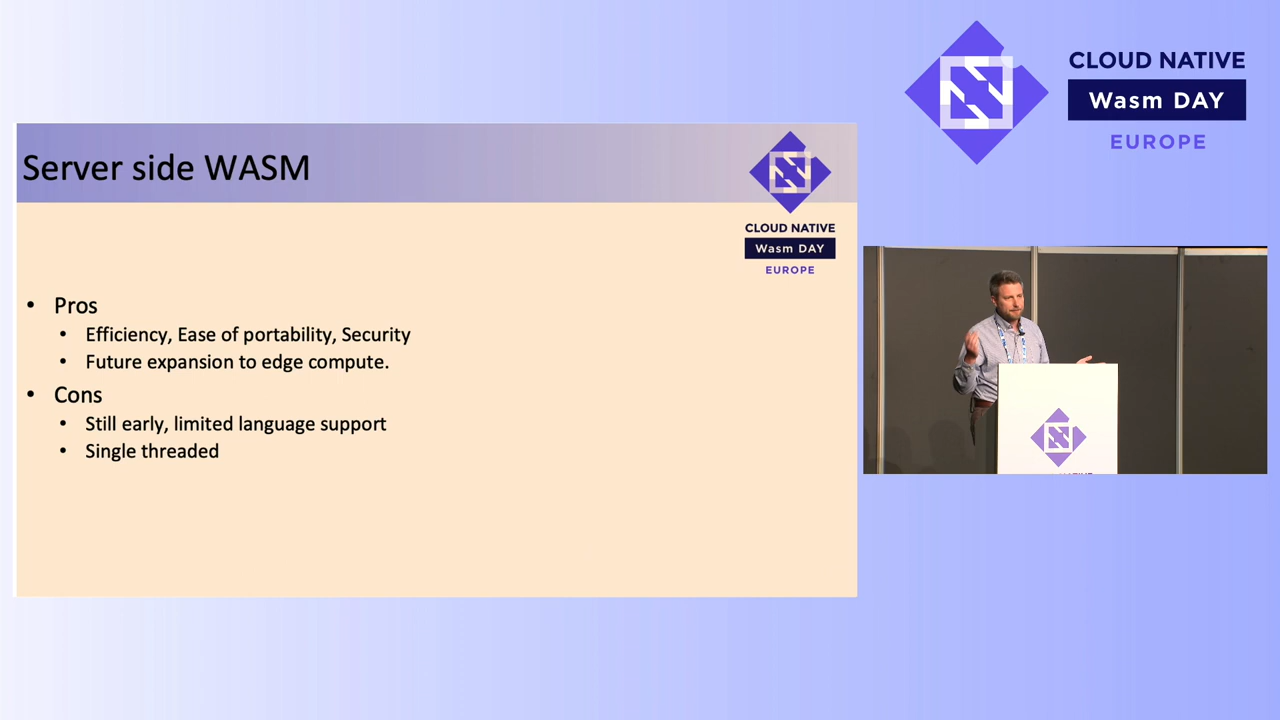 CLOUD NATIVE
Wasm DAY
EUROPE
Server side WASM
CLOUD NATIVE
Wasm DAY
EUROPE
• Pros
• Efficiency, Ease of portability, Security
• Future expansion to edge compute.
• Cons
• Still early, limited language support
• Single threaded